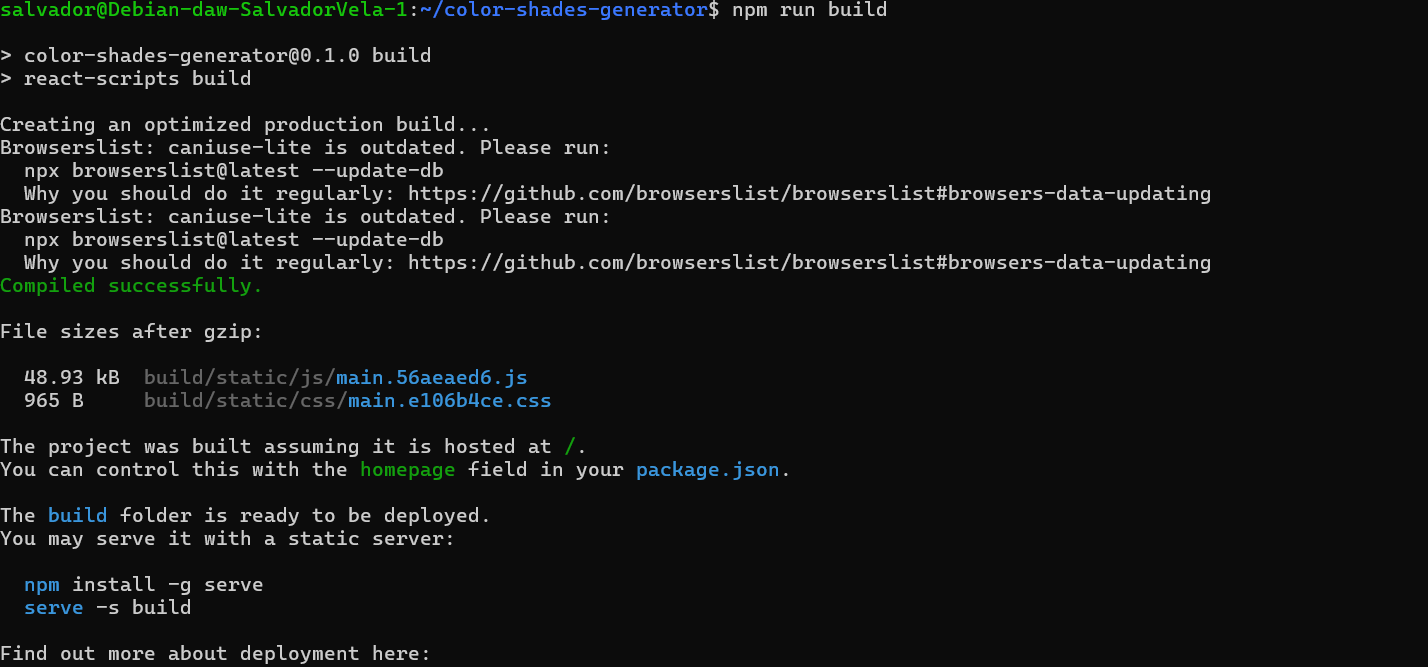 salvador@Debian-daw-SalvadorVela-1:~/color-shades-generator$ npm run build
> color-shades-generator@0.1.0 build
> react-scripts build
Creating an optimized production build...
Browserslist: caniuse-lite is outdated. Please run:
  npx browserslist@latest --update-db
  Why you should do it regularly: https://github.com/browserslist/browserslist#browsers-data-updating
Browserslist: caniuse-lite is outdated. Please run:
  npx browserslist@latest --update-db
  Why you should do it regularly: https://github.com/browserslist/browserslist#browsers-data-updating
Compiled successfully.
File sizes after gzip:
  48.93 kB  build/static/js/main.56aeaed6.js
  965 B     build/static/css/main.e106b4ce.css
The project was built assuming it is hosted at /.
You can control this with the homepage field in your package.json.
The build folder is ready to be deployed.
You may serve it with a static server:
  npm install -g serve
  serve -s build
Find out more about deployment here: